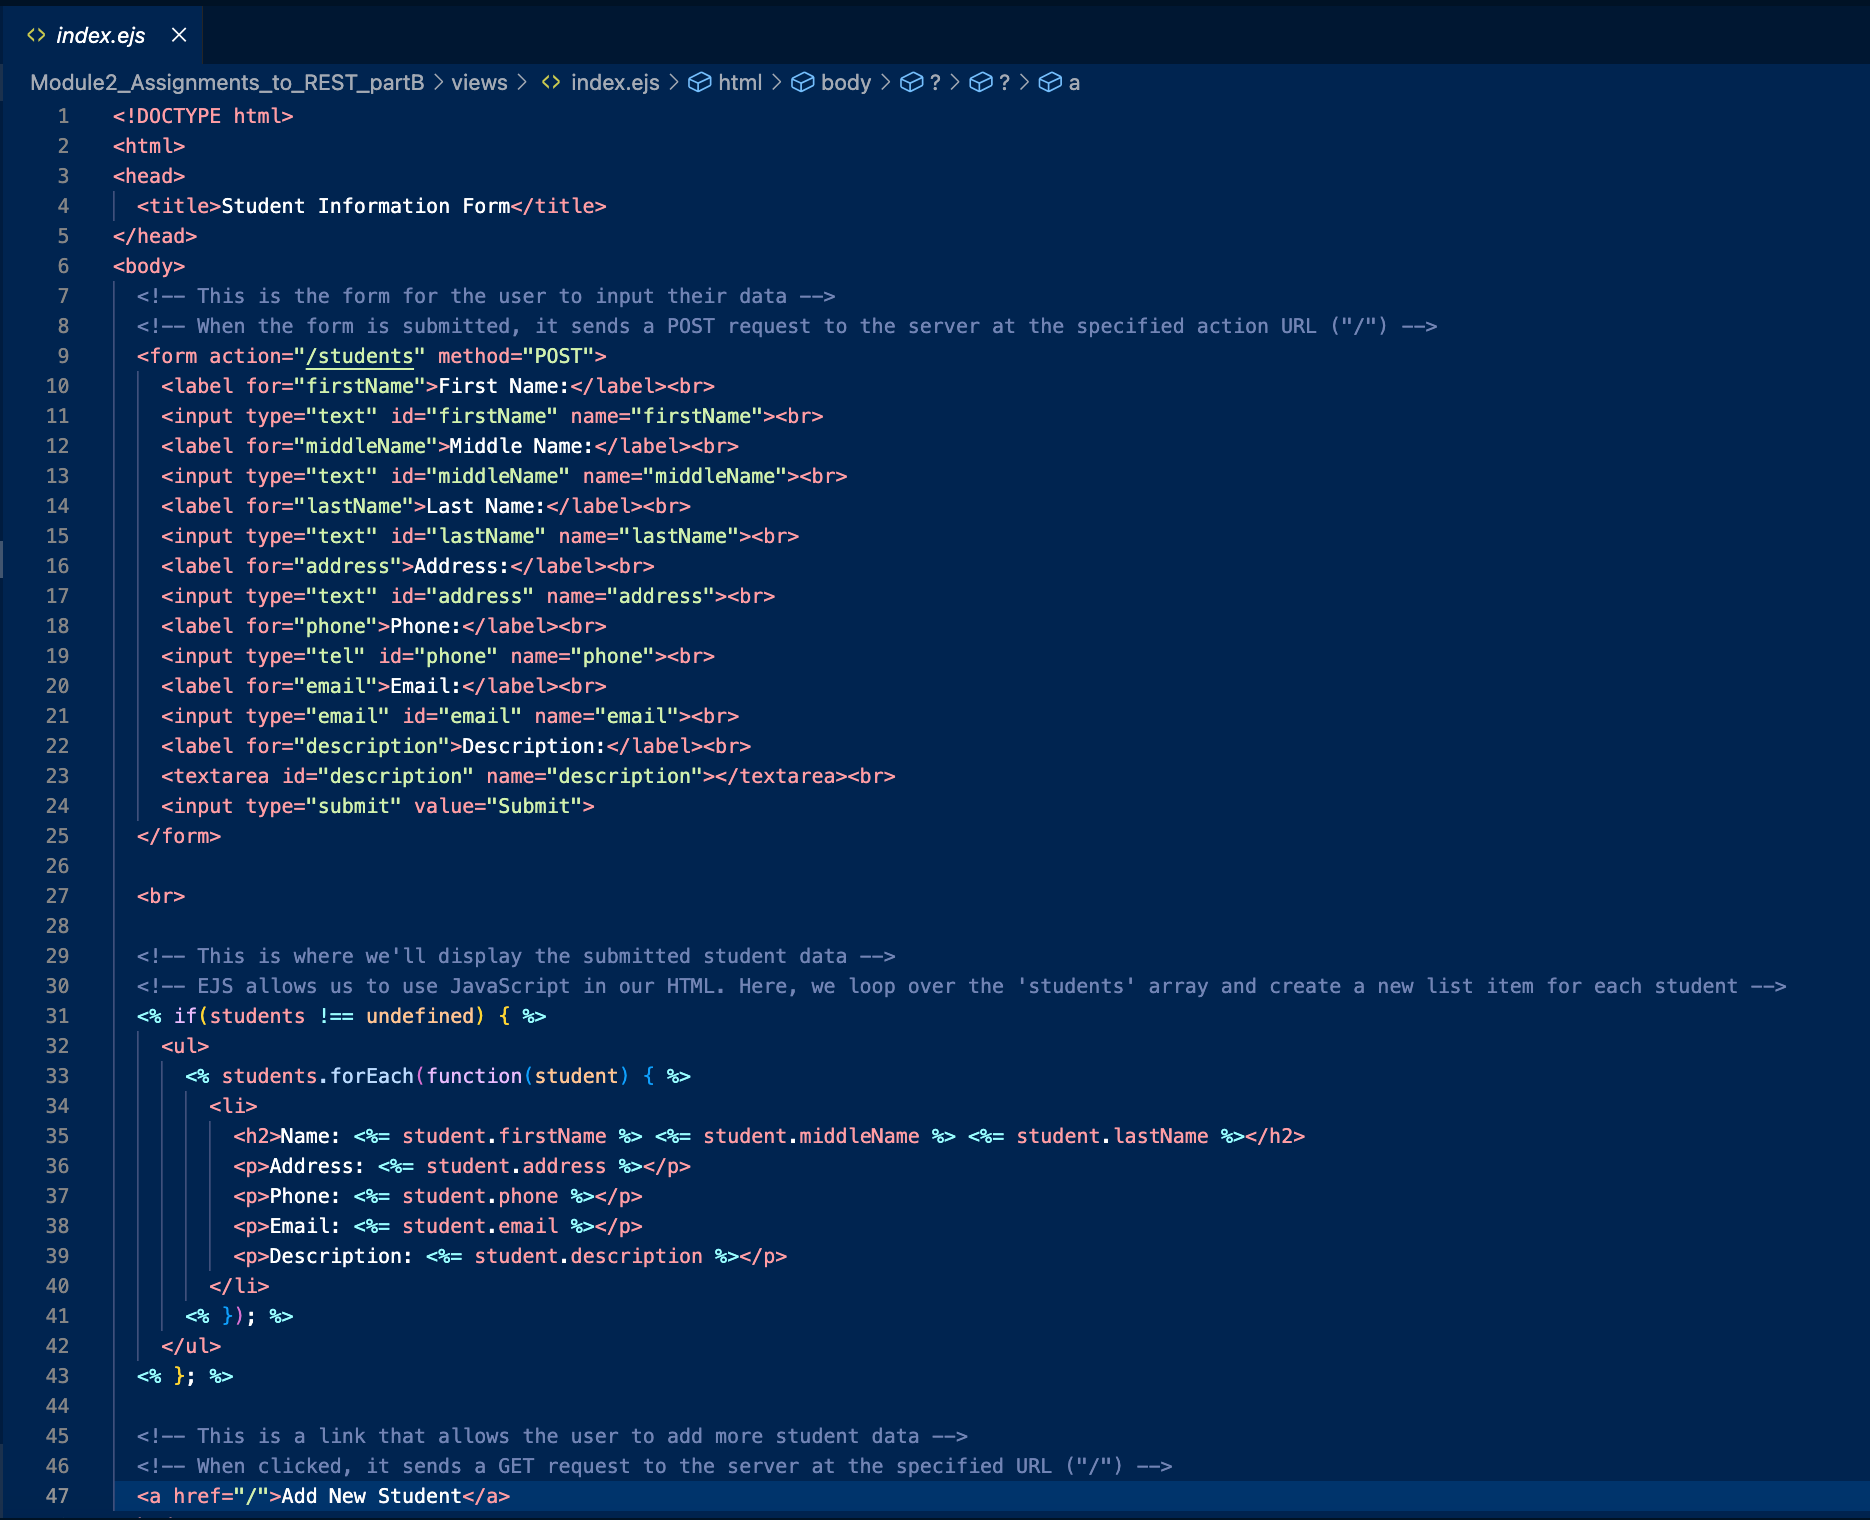 index.ejs
Module2_Assignments_to_REST_partB > views > <> index.ejs > html > body > ? > ? > a
1 <!DOCTYPE html>
2 <html>
3 <head>
4   <title>Student Information Form</title>
5 </head>
6 <body>
7   <!-- This is the form for the user to input their data -->
8   <!-- When the form is submitted, it sends a POST request to the server at the specified action URL ("/") -->
9   <form action="/students" method="POST">
10     <label for="firstName">First Name:</label><br>
11     <input type="text" id="firstName" name="firstName"><br>
12     <label for="middleName">Middle Name:</label><br>
13     <input type="text" id="middleName" name="middleName"><br>
14     <label for="lastName">Last Name:</label><br>
15     <input type="text" id="lastName" name="lastName"><br>
16     <label for="address">Address:</label><br>
17     <input type="text" id="address" name="address"><br>
18     <label for="phone">Phone:</label><br>
19     <input type="tel" id="phone" name="phone"><br>
20     <label for="email">Email:</label><br>
21     <input type="email" id="email" name="email"><br>
22     <label for="description">Description:</label><br>
23     <textarea id="description" name="description"></textarea><br>
24     <input type="submit" value="Submit">
25   </form>
26
27   <br>
28
29   <!-- This is where we'll display the submitted student data -->
30   <!-- EJS allows us to use JavaScript in our HTML. Here, we loop over the 'students' array and create a new list item for each student -->
31   <% if(students !== undefined) { %>
32     <ul>
33       <% students.forEach(function(student) { %>
34         <li>
35           <h2>Name: <%= student.firstName %> <%= student.middleName %> <%= student.lastName %></h2>
36           <p>Address: <%= student.address %></p>
37           <p>Phone: <%= student.phone %></p>
38           <p>Email: <%= student.email %></p>
39           <p>Description: <%= student.description %></p>
40         </li>
41       <% }); %>
42     </ul>
43   <% }; %>
44
45   <!-- This is a link that allows the user to add more student data -->
46   <!-- When clicked, it sends a GET request to the server at the specified URL ("/") -->
47   <a href="/">Add New Student</a>